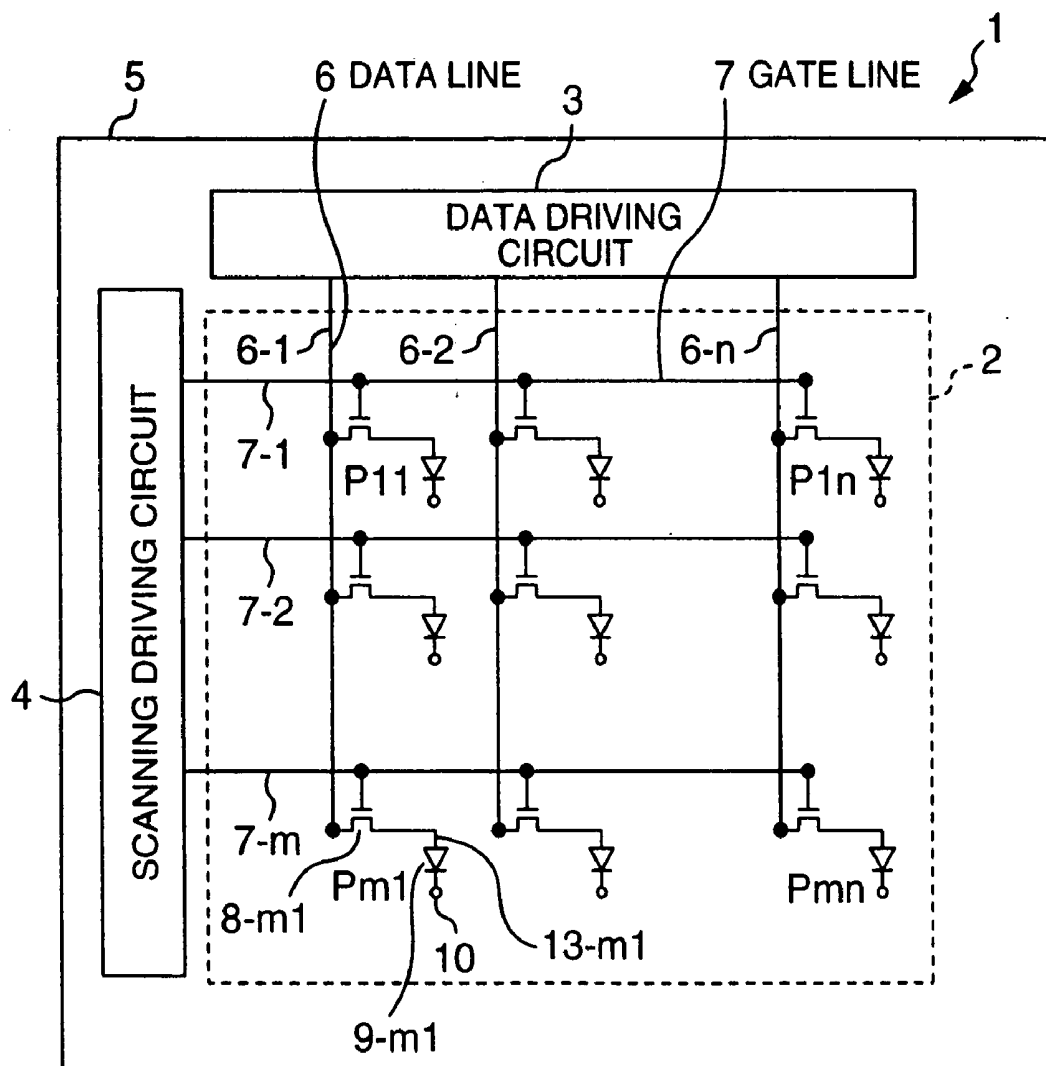 1
5
6 DATA LINE
7 GATE LINE
3
DATA DRIVING
CIRCUIT
6-1
6-2
6-n
2
7-1
P11
P1n
SCANNING DRIVING CIRCUIT
7-2
4
7-m
Pm1
Pmn
8-m1
10
13-m1
9-m1